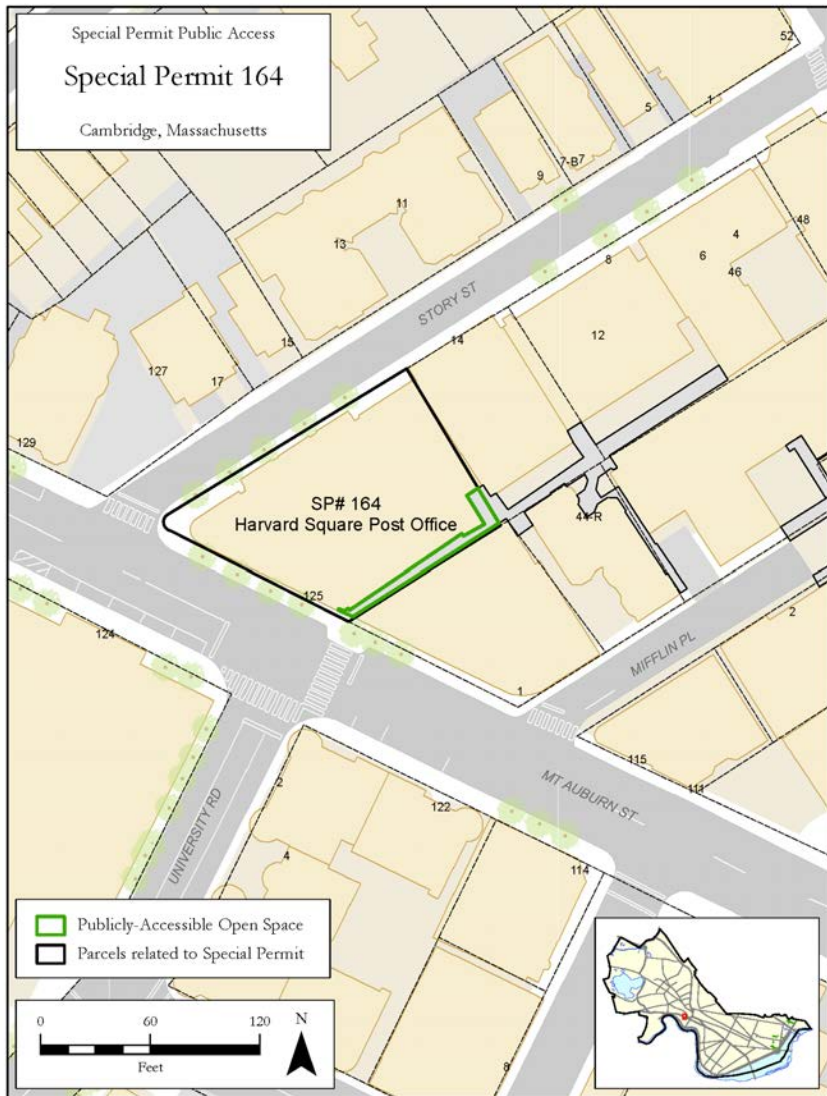 Special Permit Public Access
Special Permit 164
Cambridge, Massachusetts
52
5
1
7-B
7
9
11
13
48
4
6
46
8
STORY ST
15
14
12
127
17
129
SP# 164
Harvard Square Post Office
44-R
125
124
2
MIFFLIN PL
1
115
111
MT AUBURN ST
2
122
UNIVERSITY RD
4
114
8
Publicly-Accessible Open Space
Parcels related to Special Permit
0
60
120
N
Feet